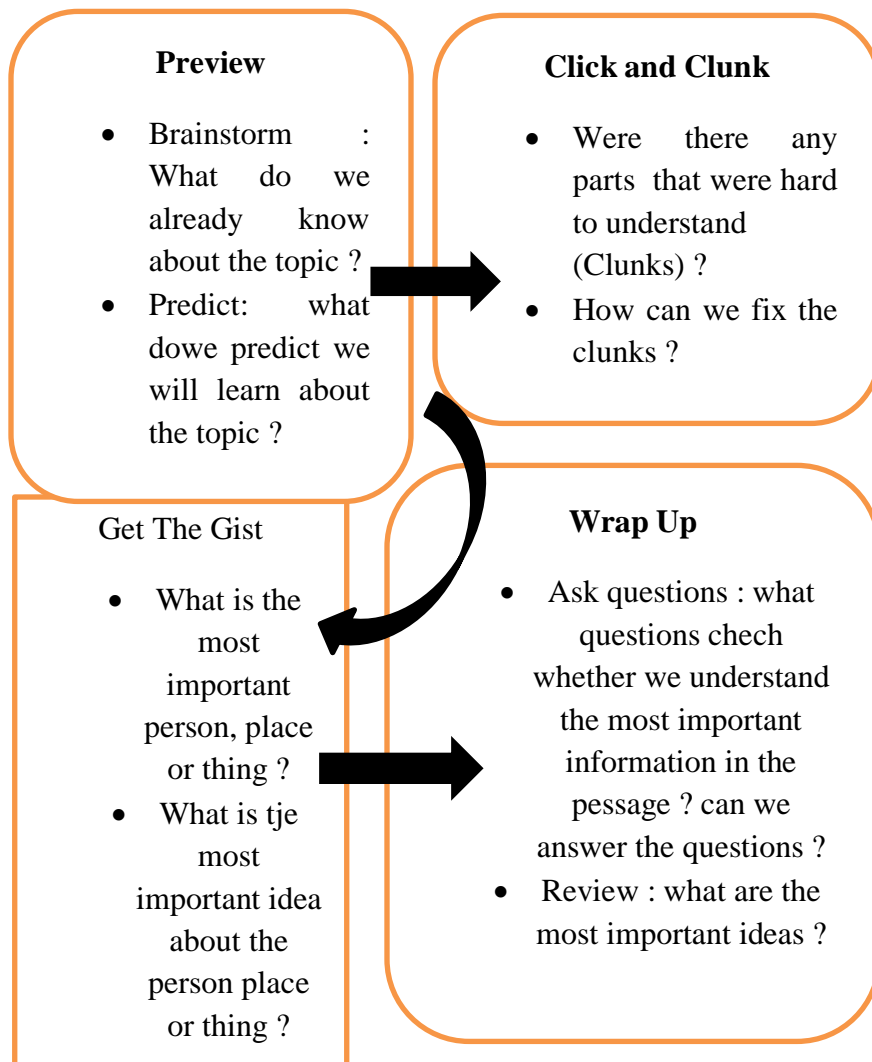 Preview
• Brainstorm :
What do we
already know
about the topic ?
• Predict: what
dowe predict we
will learn about
the topic ?
Click and Clunk
• Were there any
parts that were hard
to understand
(Clunks) ?
• How can we fix the
clunks ?
Get The Gist
• What is the
most
important
person, place
or thing ?
• What is tje
most
important idea
about the
person place
or thing ?
Wrap Up
• Ask questions : what
questions chech
whether we understand
the most important
information in the
pessage ? can we
answer the questions ?
• Review : what are the
most important ideas ?